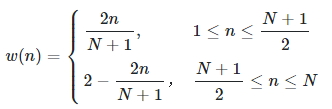 w(n) = { 2n / (N + 1), 1 ≤ n ≤ (N + 1) / 2
2 − 2n / (N + 1), (N + 1) / 2 ≤ n ≤ N